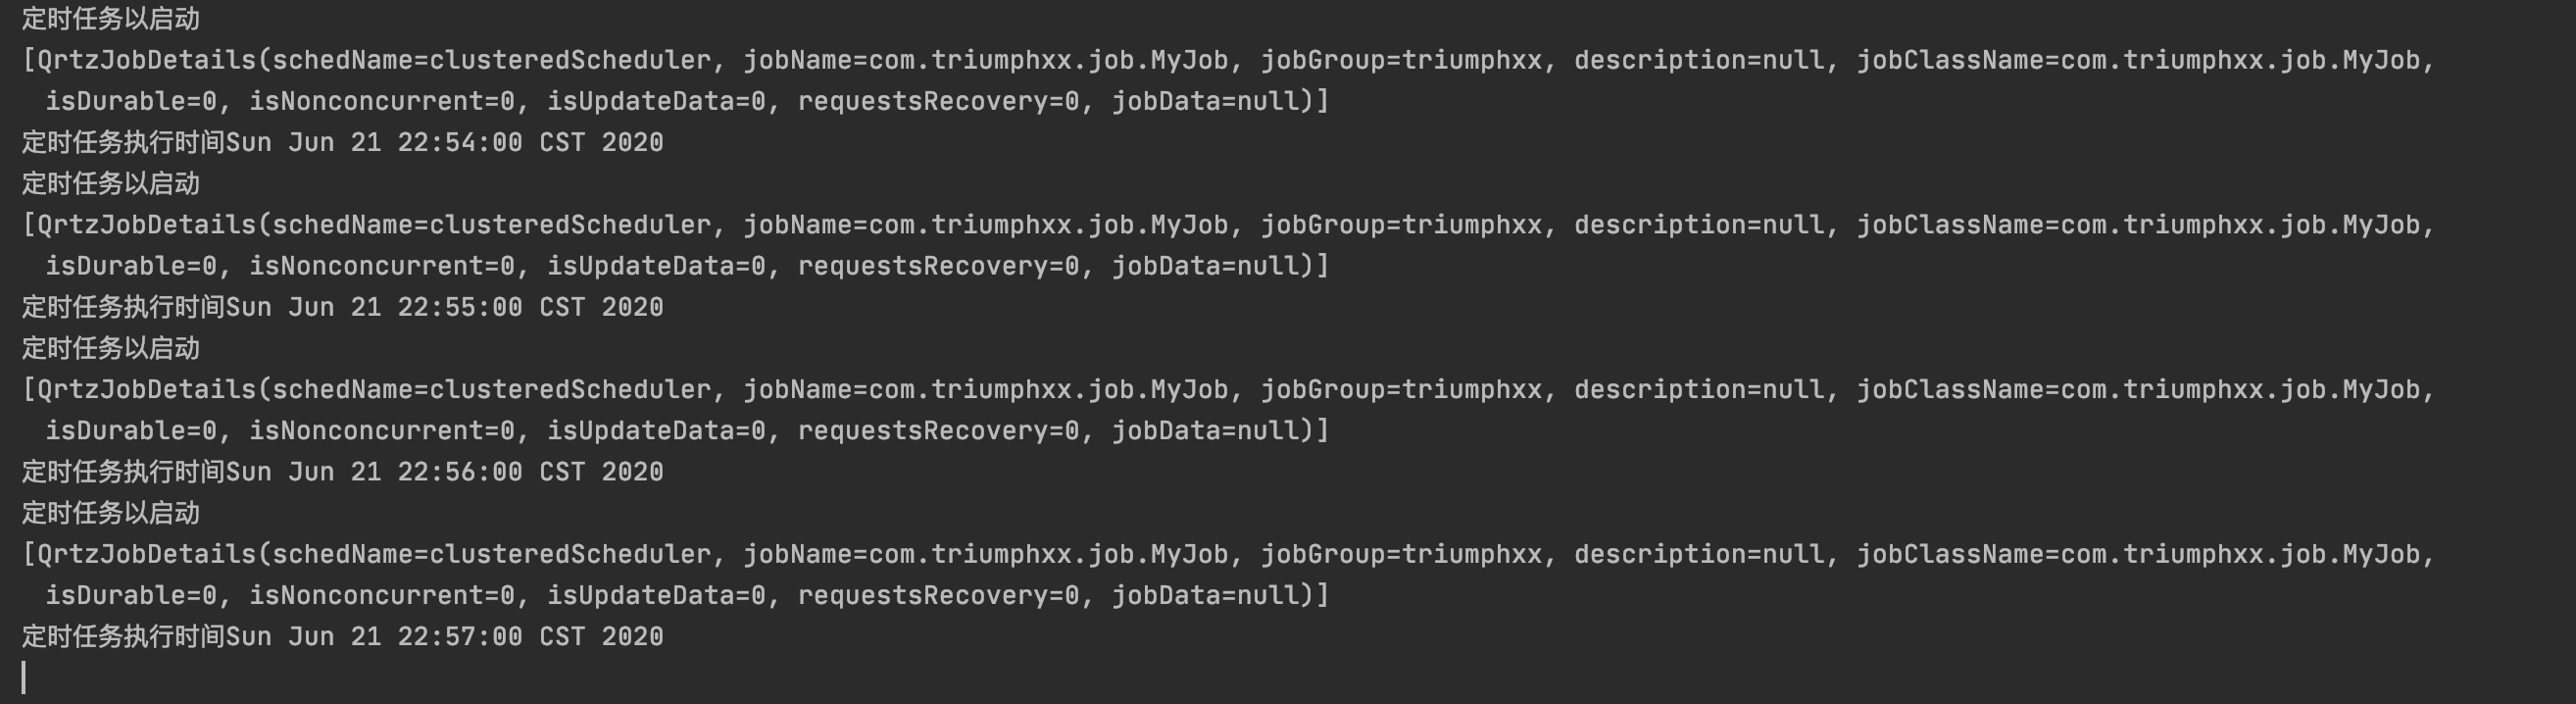 定时任务以启动
[QrtzJobDetails(schedName=clusteredScheduler, jobName=com.triumphxx.job.MyJob, jobGroup=triumphxx, description=null, jobClassName=com.triumphxx.job.MyJob,
isDurable=0, isNonconcurrent=0, isUpdateData=0, requestsRecovery=0, jobData=null)]
定时任务执行时间Sun Jun 21 22:54:00 CST 2020
定时任务以启动
[QrtzJobDetails(schedName=clusteredScheduler, jobName=com.triumphxx.job.MyJob, jobGroup=triumphxx, description=null, jobClassName=com.triumphxx.job.MyJob,
isDurable=0, isNonconcurrent=0, isUpdateData=0, requestsRecovery=0, jobData=null)]
定时任务执行时间Sun Jun 21 22:55:00 CST 2020
定时任务以启动
[QrtzJobDetails(schedName=clusteredScheduler, jobName=com.triumphxx.job.MyJob, jobGroup=triumphxx, description=null, jobClassName=com.triumphxx.job.MyJob,
isDurable=0, isNonconcurrent=0, isUpdateData=0, requestsRecovery=0, jobData=null)]
定时任务执行时间Sun Jun 21 22:56:00 CST 2020
定时任务以启动
[QrtzJobDetails(schedName=clusteredScheduler, jobName=com.triumphxx.job.MyJob, jobGroup=triumphxx, description=null, jobClassName=com.triumphxx.job.MyJob,
isDurable=0, isNonconcurrent=0, isUpdateData=0, requestsRecovery=0, jobData=null)]
定时任务执行时间Sun Jun 21 22:57:00 CST 2020